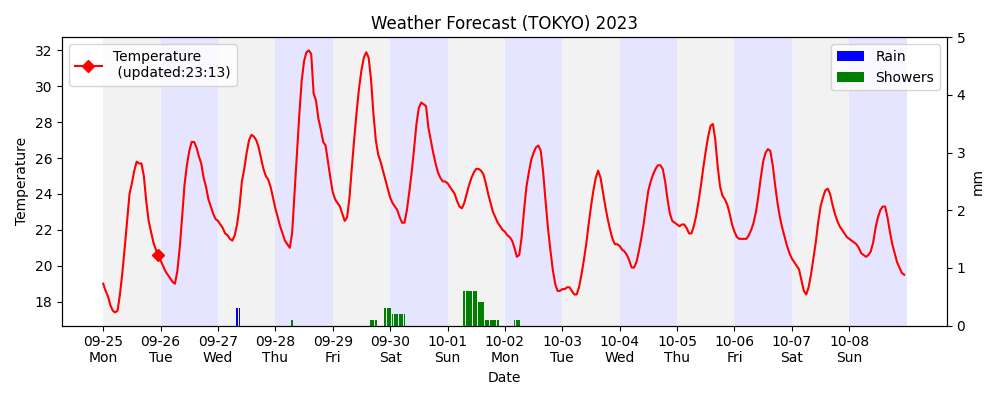 Weather Forecast (TOKYO) 2023
Temperature
(updated:23:13)
Rain
Showers
Temperature
32
30
28
26
24
22
20
18
5
4
3
2
1
0
mm
09-25 09-26 09-27 09-28 09-29 09-30 10-01 10-02 10-03 10-04 10-05 10-06 10-07 10-08
Mon Tue Wed Thu Fri Sat Sun Mon Tue Wed Thu Fri Sat Sun
Date